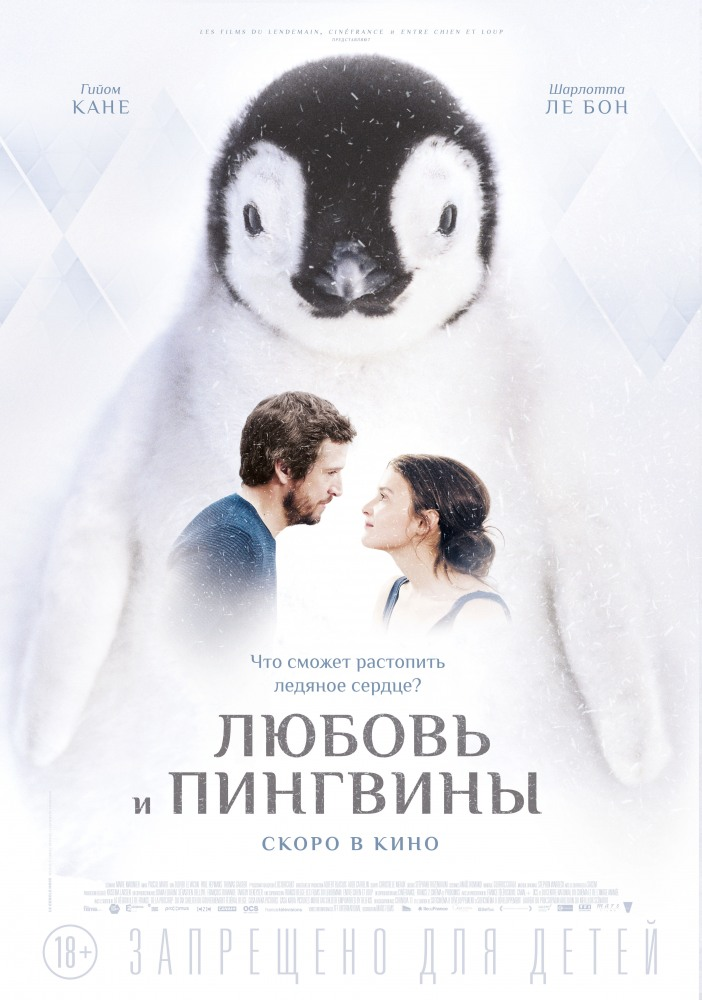 LES FILMS DU LENDEMAIN, CINÉFRANCE И ENTRE CHIEN ET LOUP
ПРЕДСТАВЛЯЮТ
Гийом
КАНЕ
Шарлотта
ЛЕ БОН
Что сможет растопить
ледяное сердце?
ЛЮБОВЬ
и ПИНГВИНЫ
СКОРО В КИНО
18+ ЗАПРЕЩЕНО ДЛЯ ДЕТЕЙ